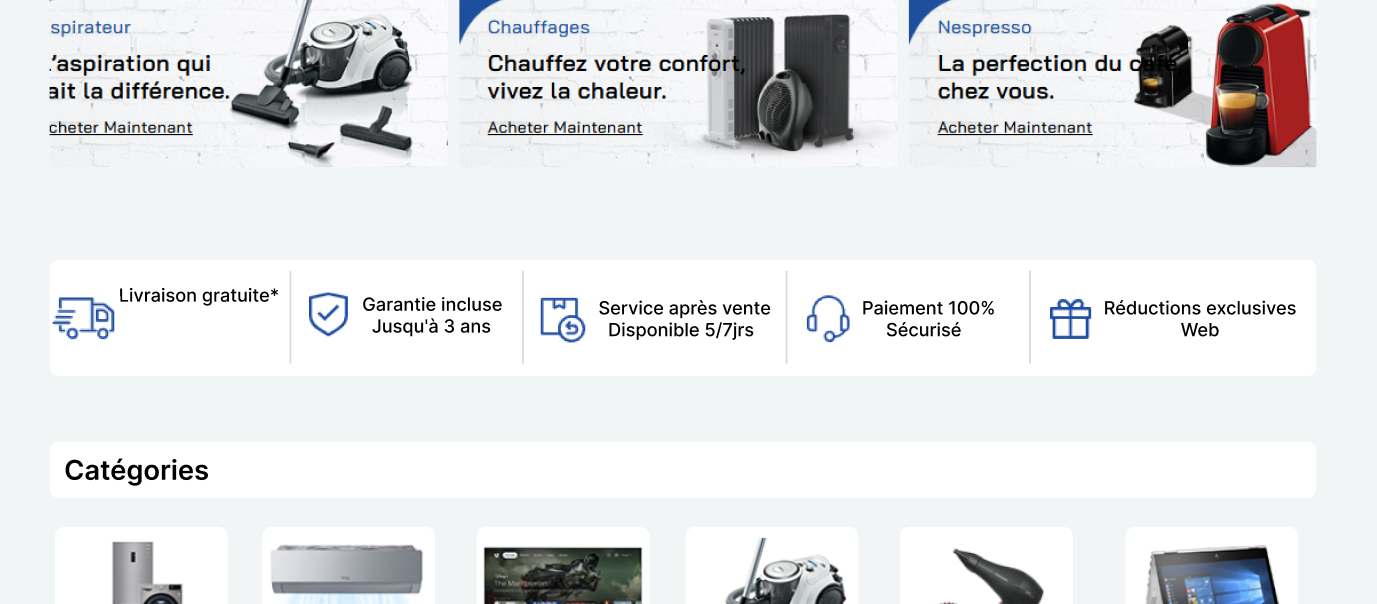 spirateur
'aspiration qui
ait la différence.
cheter Maintenant
Chauffages
Chauffez votre confort,
vivez la chaleur.
Acheter Maintenant
Nespresso
La perfection du café
chez vous.
Acheter Maintenant
Livraison gratuite*
Garantie incluse
Jusqu'à 3 ans
Service après vente
Disponible 5/7jrs
Paiement 100%
Sécurisé
Réductions exclusives
Web
Catégories